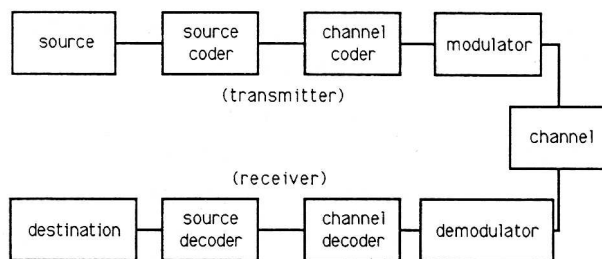 source
source
coder
channel
coder
modulator
(transmitter)
channel
(receiver)
destination
source
decoder
channel
decoder
demodulator